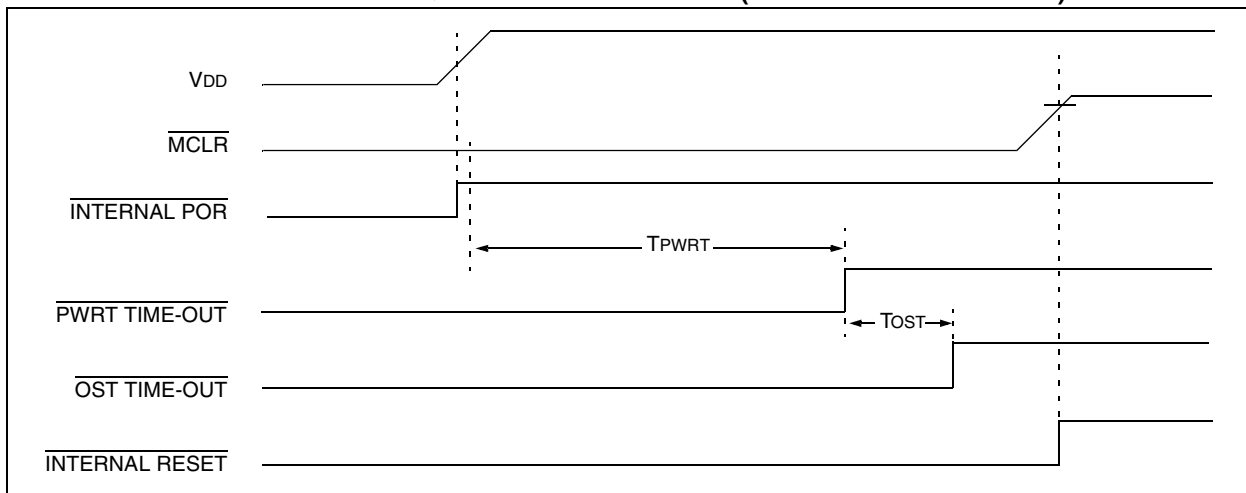 VDD
MCLR
INTERNAL POR
TPWRT
PWRT TIME-OUT
TOST
OST TIME-OUT
INTERNAL RESET